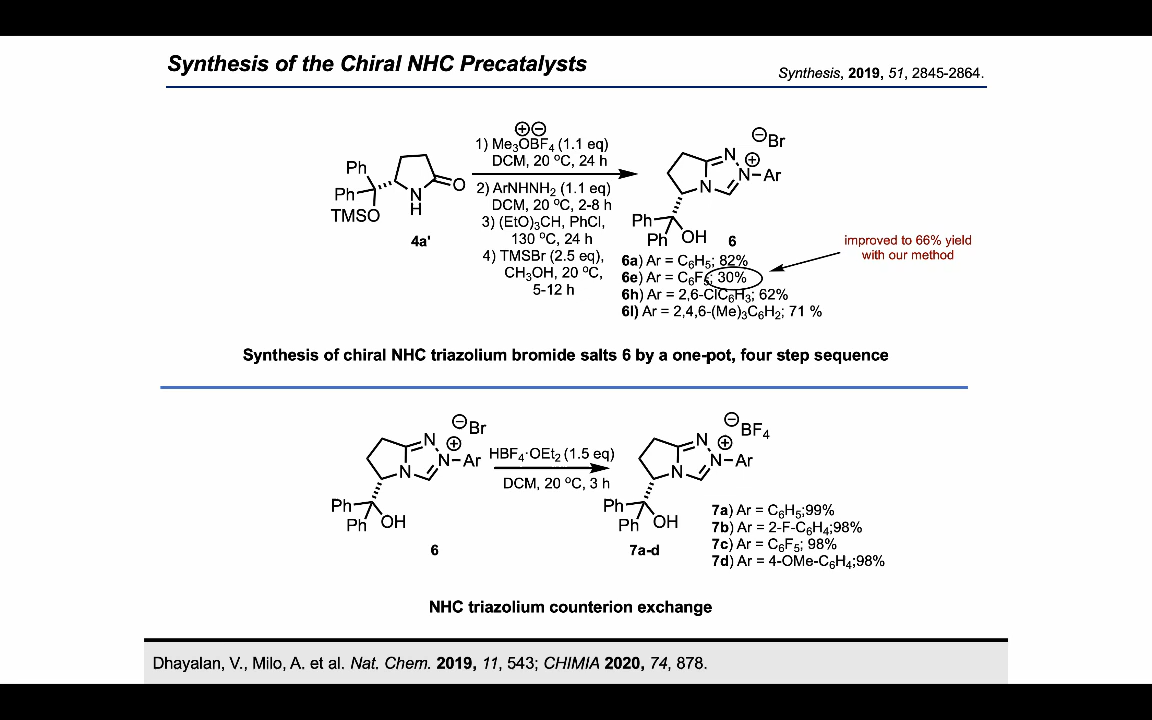 Synthesis of the Chiral NHC Precatalysts
Synthesis, 2019, 51, 2845-2864.
Ph
Ph
TMSO
N
H
O
4a'
⊕⊖
1) Me3OBF4 (1.1 eq)
DCM, 20 ºC, 24 h
2) ArNHNH2 (1.1 eq)
DCM, 20 ºC, 2-8 h
3) (EtO)3CH, PhCl,
130 ºC, 24 h
4) TMSBr (2.5 eq),
CH3OH, 20 ºC,
5-12 h
⊖Br
N
⊕
N
N–Ar
Ph
Ph
OH
6
6a) Ar = C6H5; 82%
6e) Ar = C6F5; 30%
6h) Ar = 2,6-ClC6H3; 62%
6l) Ar = 2,4,6-(Me)3C6H2; 71 %
improved to 66% yield
with our method
Synthesis of chiral NHC triazolium bromide salts 6 by a one-pot, four step sequence
⊖Br
N
⊕
N
N–Ar
Ph
Ph
OH
6
HBF4·OEt2 (1.5 eq)
DCM, 20 ºC, 3 h
⊖BF4
N
⊕
N
N–Ar
Ph
Ph
OH
7a-d
7a) Ar = C6H5;99%
7b) Ar = 2-F-C6H4;98%
7c) Ar = C6F5; 98%
7d) Ar = 4-OMe-C6H4;98%
NHC triazolium counterion exchange
Dhayalan, V., Milo, A. et al. Nat. Chem. 2019, 11, 543; CHIMIA 2020, 74, 878.